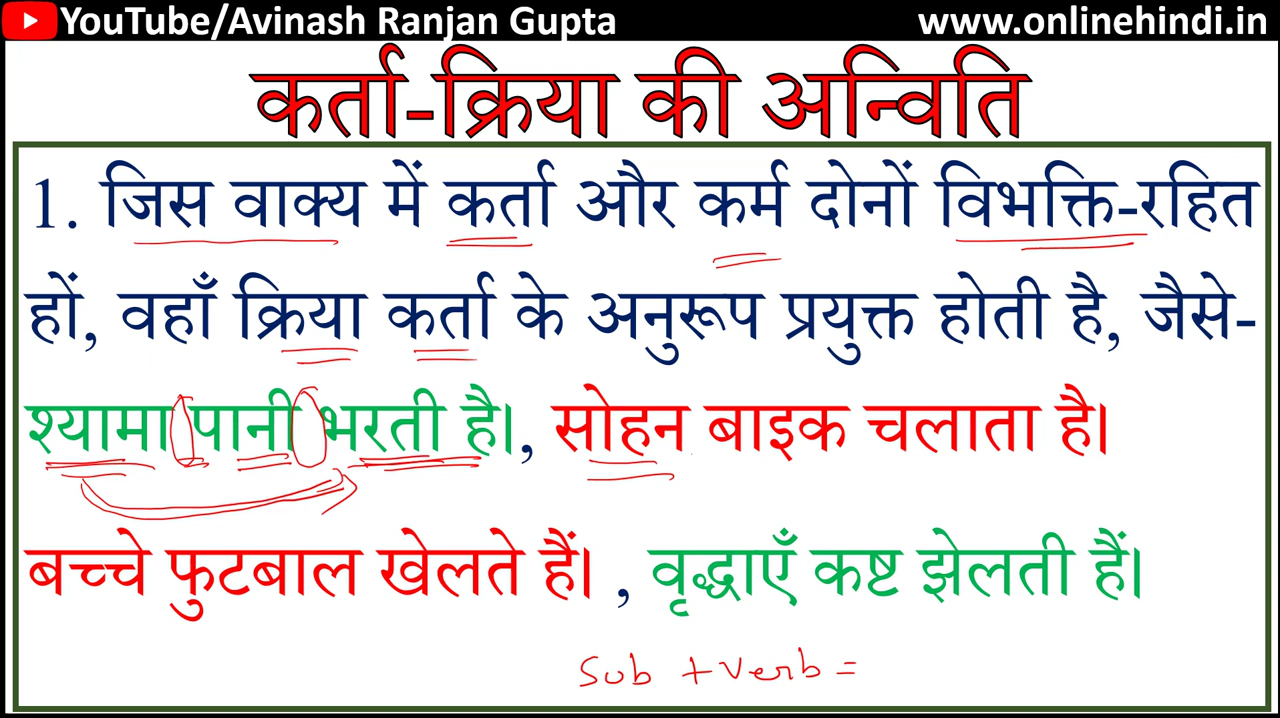 YouTube/Avinash Ranjan Gupta www.onlinehindi.in
कर्ता-क्रिया की अन्विति
1. जिस वाक्य में कर्ता और कर्म दोनों विभक्ति-रहित
हों, वहाँ क्रिया कर्ता के अनुरूप प्रयुक्त होती है, जैसे-
श्यामा पानी भरती है।, सोहन बाइक चलाता है।
बच्चे फुटबाल खेलते हैं। , वृद्धाएँ कष्ट झेलती हैं।
Sub + Verb =